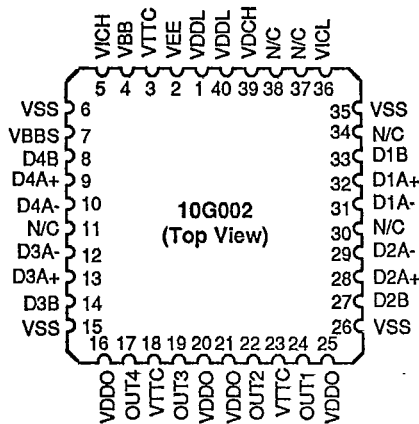 VICH VBB VTTC VEE VDDL VDDL VDCH N/C N/C VICL
5 4 3 2 1 40 39 38 37 36
VSS 6
VBBS 7
D4B 8
D4A+ 9
D4A- 10
N/C 11
D3A- 12
D3A+ 13
D3B 14
VSS 15
10G002
(Top View)
35 VSS
34 N/C
33 D1B
32 D1A+
31 D1A-
30 N/C
29 D2A-
28 D2A+
27 D2B
26 VSS
16 17 18 19 20 21 22 23 24 25
VDDO OUT4 VTTC OUT3 VDDO VDDO OUT2 VTTC OUT1 VDDO